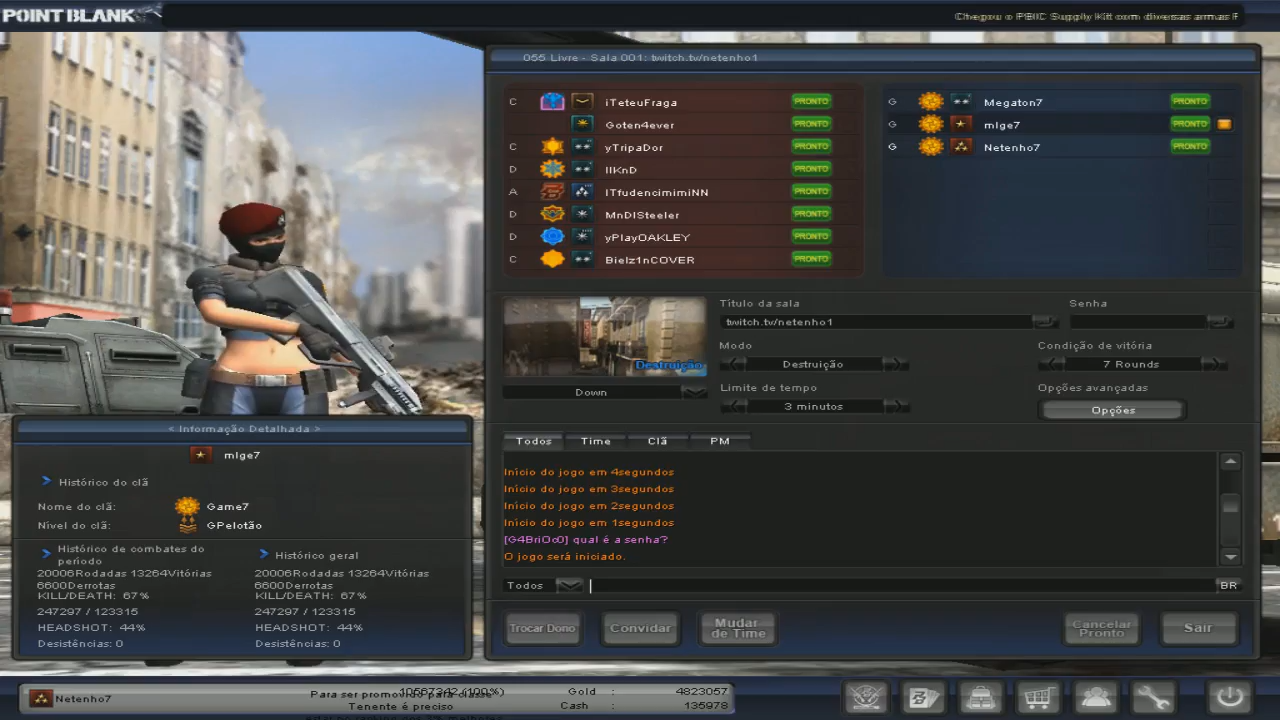 POINT BLANK
Chegou o PBIC Supply Kit com diversas armas
055 Livre - Sala 001: twitch.tv/netenho1
C iTeteuFraga PRONTO
Goten4ever PRONTO
C yTripaDor PRONTO
D IIKnD PRONTO
A ITfudencimimiNN PRONTO
D MnDISteeler PRONTO
D yPlayOAKLEY PRONTO
C Bielz1nCOVER PRONTO
G Megaton7 PRONTO
G mIge7 PRONTO
G Netenho7 PRONTO
Destruição
Down
Título da sala
twitch.tv/netenho1
Senha
Modo
Destruição
Condição de vitória
7 Rounds
Limite de tempo
3 minutos
Opções avançadas
Opções
Todos Time Clã PM
Início do jogo em 4segundos
Início do jogo em 3segundos
Início do jogo em 2segundos
Início do jogo em 1segundos
[G4BriOc0] qual é a senha?
O jogo será iniciado.
Todos BR
Trocar Dono Convidar Mudar de Time Cancelar Pronto Sair
< Informação Detalhada >
mIge7
Histórico do clã
Nome do clã: Game7
Nível do clã: GPelotão
Histórico de combates do
período
20006Rodadas 13264Vitórias
6600Derrotas
KILL/DEATH: 67%
247297 / 123315
HEADSHOT: 44%
Desistências: 0
Histórico geral
20006Rodadas 13264Vitórias
6600Derrotas
KILL/DEATH: 67%
247297 / 123315
HEADSHOT: 44%
Desistências: 0
Netenho7
Para ser promovido para classe
Tenente é preciso
Gold : 4823057
Cash : 135978